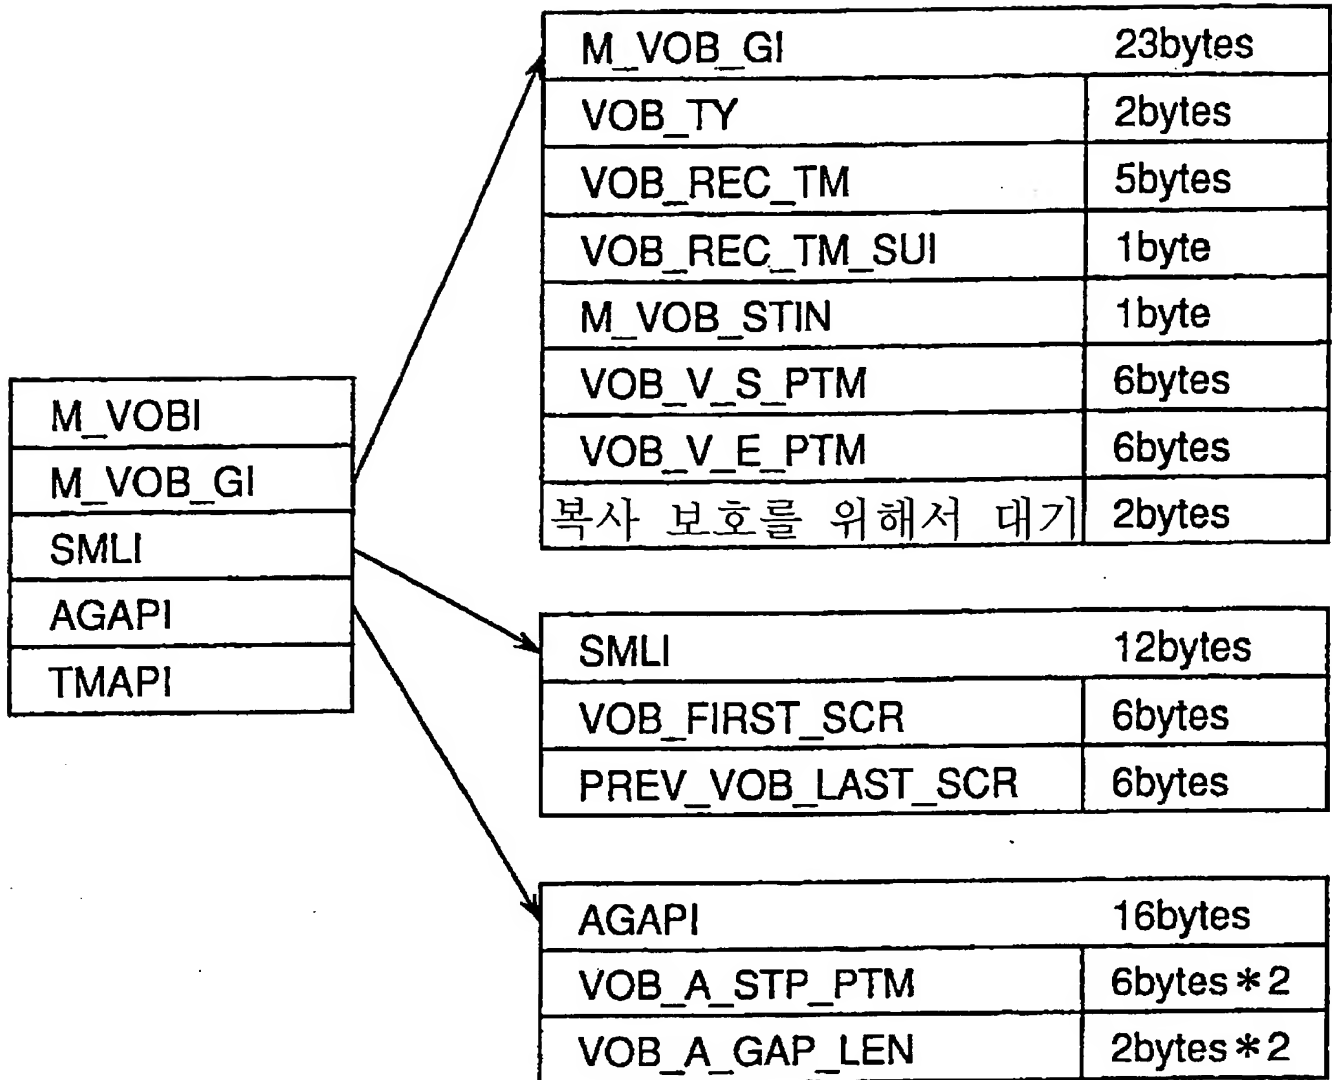 M_VOBI
M_VOB_GI
SMLI
AGAPI
TMAPI
M_VOB_GI 23bytes
VOB_TY 2bytes
VOB_REC_TM 5bytes
VOB_REC_TM_SUI 1byte
M_VOB_STIN 1byte
VOB_V_S_PTM 6bytes
VOB_V_E_PTM 6bytes
복사 보호를 위해서 대기 2bytes
SMLI 12bytes
VOB_FIRST_SCR 6bytes
PREV_VOB_LAST_SCR 6bytes
AGAPI 16bytes
VOB_A_STP_PTM 6bytes*2
VOB_A_GAP_LEN 2bytes*2